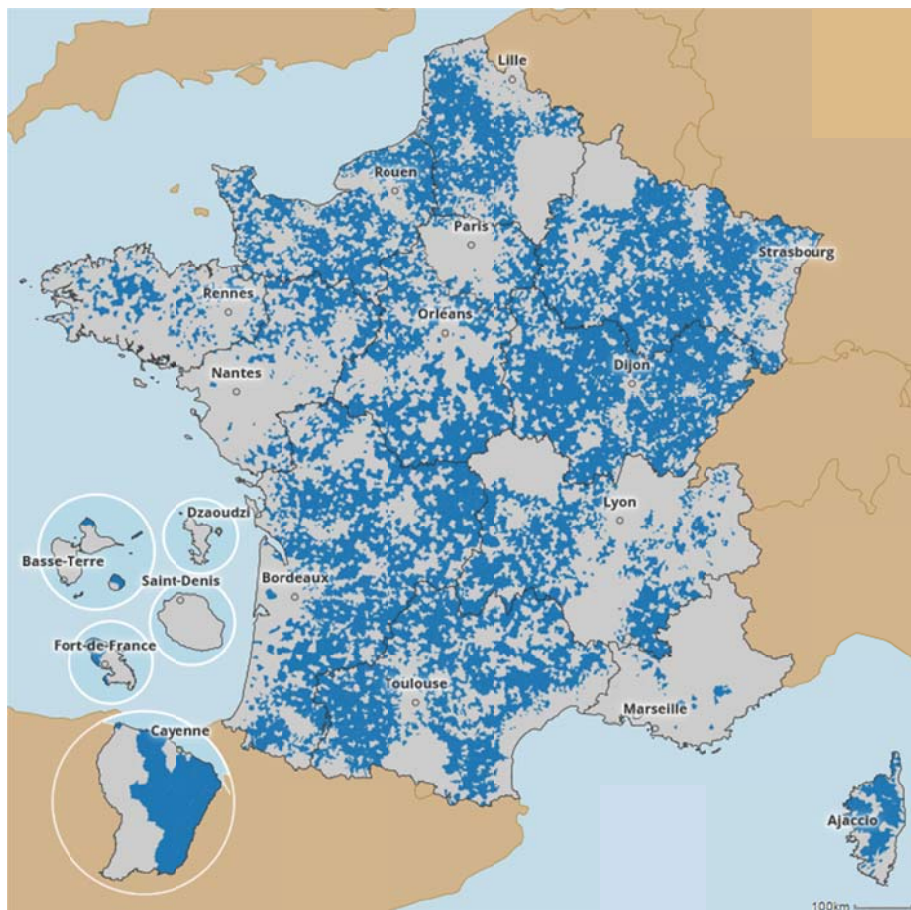 Lille
Rouen
Paris
Strasbourg
Rennes
Orléans
Nantes
Dijon
Dzaoudzi
Lyon
Basse-Terre
Saint-Denis
Bordeaux
Fort-de-France
Toulouse
Marseille
Cayenne
Ajaccio
100km